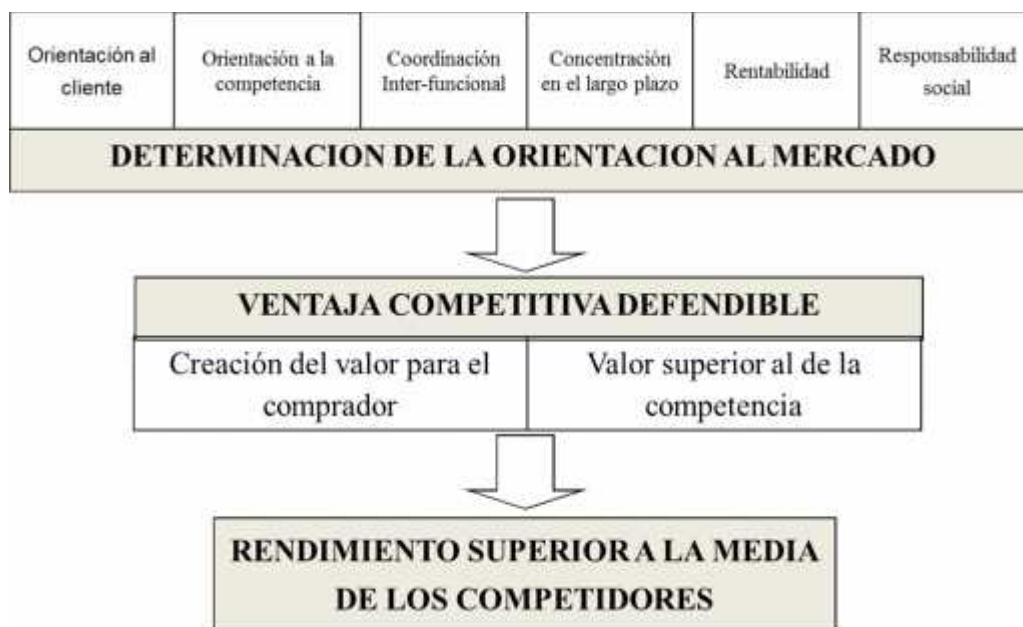 Orientación al
cliente
Orientación a la
competencia
Coordinación
Inter-funcional
Concentración
en el largo plazo
Rentabilidad
Responsabilidad
social
DETERMINACION DE LA ORIENTACION AL MERCADO
VENTAJA COMPETITIVA DEFENDIBLE
Creación del valor para el
comprador
Valor superior al de la
competencia
RENDIMIENTO SUPERIOR A LA MEDIA
DE LOS COMPETIDORES